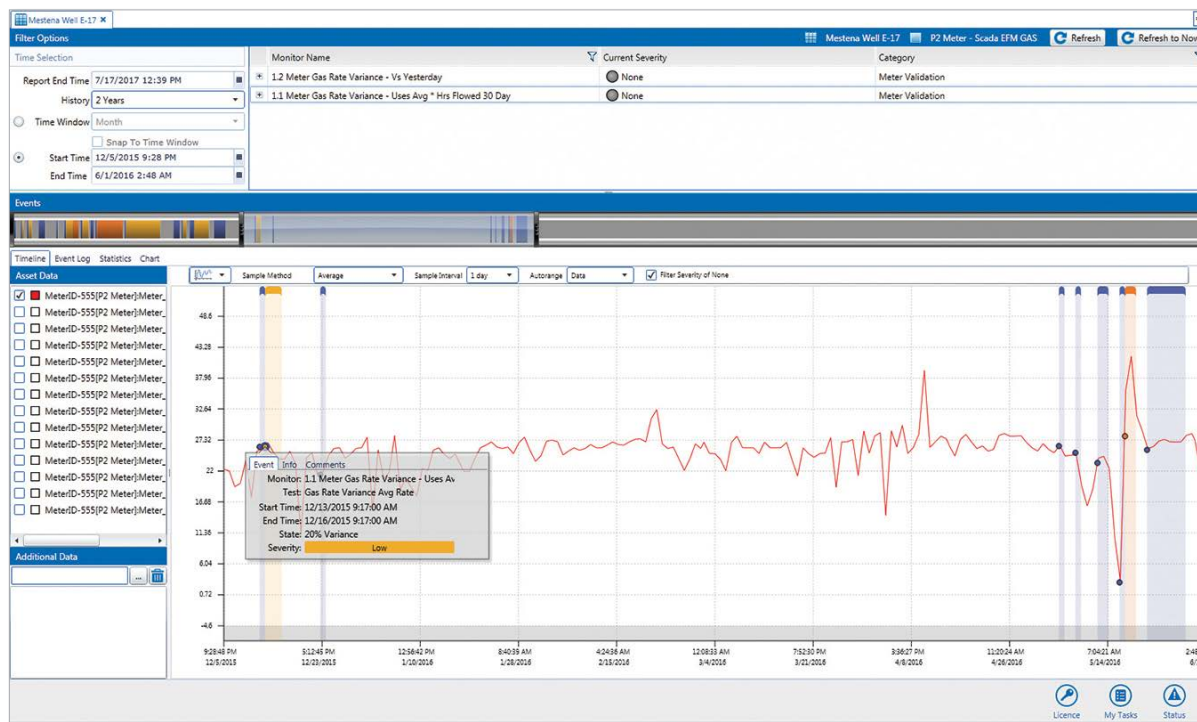 Mestena Well E-17 ×
Filter Options
Mestena Well E-17 P2 Meter - Scada EFM GAS Refresh Refresh to Now
Time Selection
Report End Time 7/17/2017 12:39 PM
History 2 Years
Time Window Month
Snap To Time Window
Start Time 12/5/2015 9:28 PM
End Time 6/1/2016 2:48 AM
Monitor Name Current Severity Category
1.2 Meter Gas Rate Variance - Vs Yesterday None Meter Validation
1.1 Meter Gas Rate Variance - Uses Avg * Hrs Flowed 30 Day None Meter Validation
Events
Timeline Event Log Statistics Chart
Asset Data
Sample Method Average Sample Interval 1 day Autorange Data Filter Severity of None
MeterID-555[P2 Meter]:Meter_
MeterID-555[P2 Meter]:Meter_
MeterID-555[P2 Meter]:Meter_
MeterID-555[P2 Meter]:Meter_
MeterID-555[P2 Meter]:Meter_
MeterID-555[P2 Meter]:Meter_
MeterID-555[P2 Meter]:Meter_
MeterID-555[P2 Meter]:Meter_
MeterID-555[P2 Meter]:Meter_
MeterID-555[P2 Meter]:Meter_
MeterID-555[P2 Meter]:Meter_
MeterID-555[P2 Meter]:Meter_
MeterID-555[P2 Meter]:Meter_
MeterID-555[P2 Meter]:Meter_
Additional Data
...
48.6
43.28
37.96
32.64
27.32
22
16.68
11.36
6.04
0.72
-4.6
Event Info Comments
Monitor: 1.1 Meter Gas Rate Variance - Uses Av
Test: Gas Rate Variance Avg Rate
Start Time: 12/13/2015 9:17:00 AM
End Time: 12/16/2015 9:17:00 AM
State: 20% Variance
Severity: Low
9:28:48 PM 5:12:45 PM 12:56:42 PM 8:40:39 AM 4:24:36 AM 12:08:33 AM 7:52:30 PM 3:36:27 PM 11:20:24 AM 7:04:21 AM 2:48
12/5/2015 12/23/2015 1/10/2016 1/28/2016 2/15/2016 3/4/2016 3/21/2016 4/8/2016 4/26/2016 5/14/2016 6/
Licence My Tasks Status